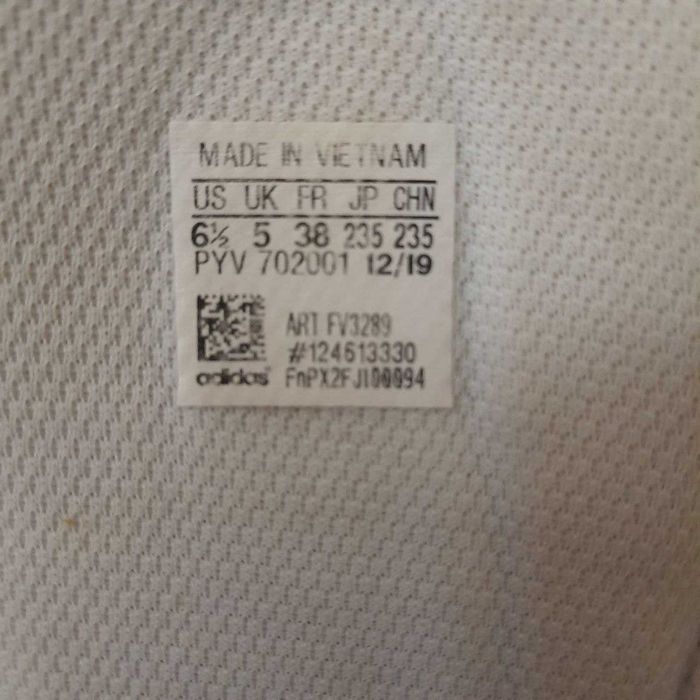 MADE IN VIETNAM
US UK FR JP CHN
6½ 5 38 235 235
PYV 702001 12/19
ART FV3289
#124613330
adidas FnPX2FJ100094